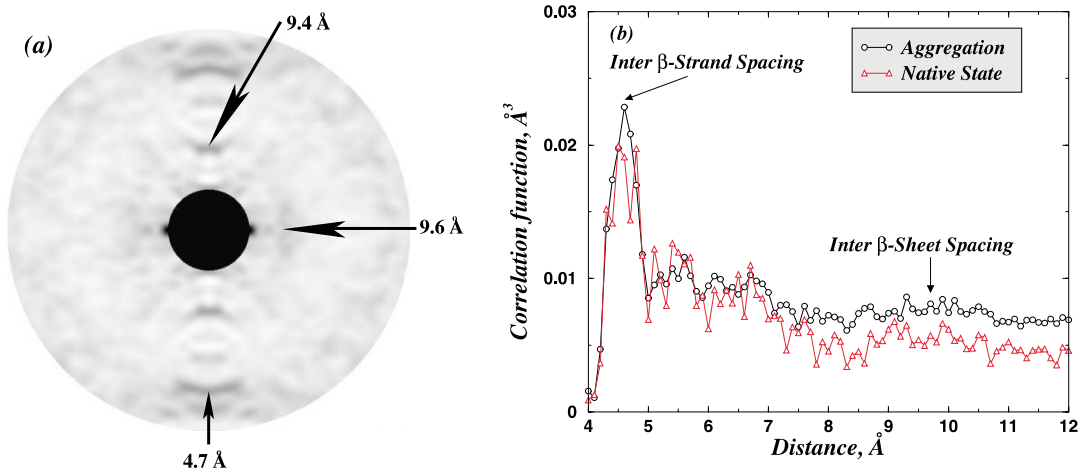 (a)
9.4 Å
9.6 Å
4.7 Å
(b)
Aggregation
Native State
Inter β-Strand Spacing
Inter β-Sheet Spacing
Correlation function, Å³
0.03
0.02
0.01
0
4 5 6 7 8 9 10 11 12
Distance, Å